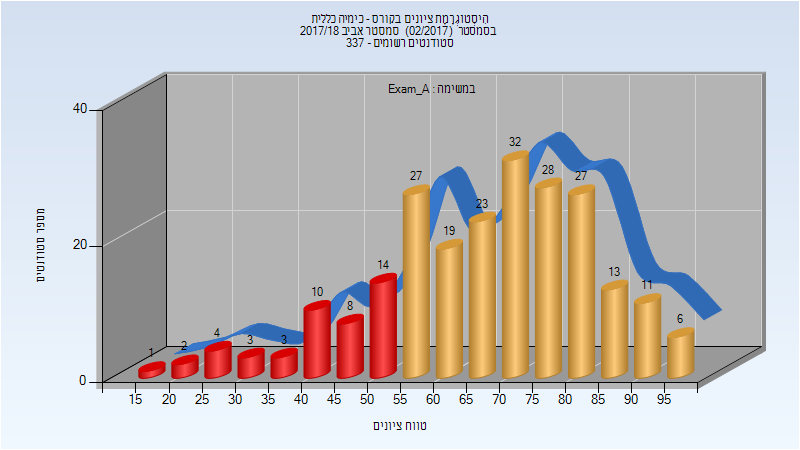 היסטוגרמת ציונים בקורס - כימיה כללית
בסמסטר (02/2017) סמסטר אביב 2017/18
סטודנטים רשומים - 337
במשימה : Exam_A
מספר סטודנטים
40
20
0
1
2
4
3
3
10
8
14
27
19
23
32
28
27
13
11
6
15 20 25 30 35 40 45 50 55 60 65 70 75 80 85 90 95
טווח ציונים